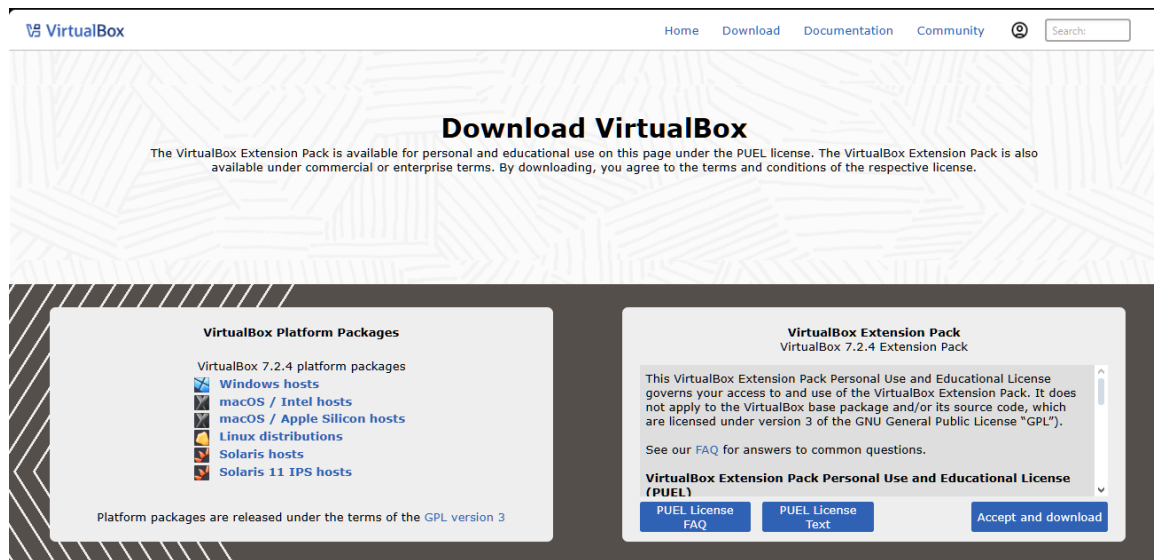 VirtualBox
Home Download Documentation Community Search:
Download VirtualBox
The VirtualBox Extension Pack is available for personal and educational use on this page under the PUEL license. The VirtualBox Extension Pack is also
available under commercial or enterprise terms. By downloading, you agree to the terms and conditions of the respective license.
VirtualBox Platform Packages
VirtualBox 7.2.4 platform packages
Windows hosts
macOS / Intel hosts
macOS / Apple Silicon hosts
Linux distributions
Solaris hosts
Solaris 11 IPS hosts
Platform packages are released under the terms of the GPL version 3
VirtualBox Extension Pack
VirtualBox 7.2.4 Extension Pack
This VirtualBox Extension Pack Personal Use and Educational License
governs your access to and use of the VirtualBox Extension Pack. It does
not apply to the VirtualBox base package and/or its source code, which
are licensed under version 3 of the GNU General Public License “GPL”).
See our FAQ for answers to common questions.
VirtualBox Extension Pack Personal Use and Educational License
(PUEL)
PUEL License
FAQ
PUEL License
Text
Accept and download